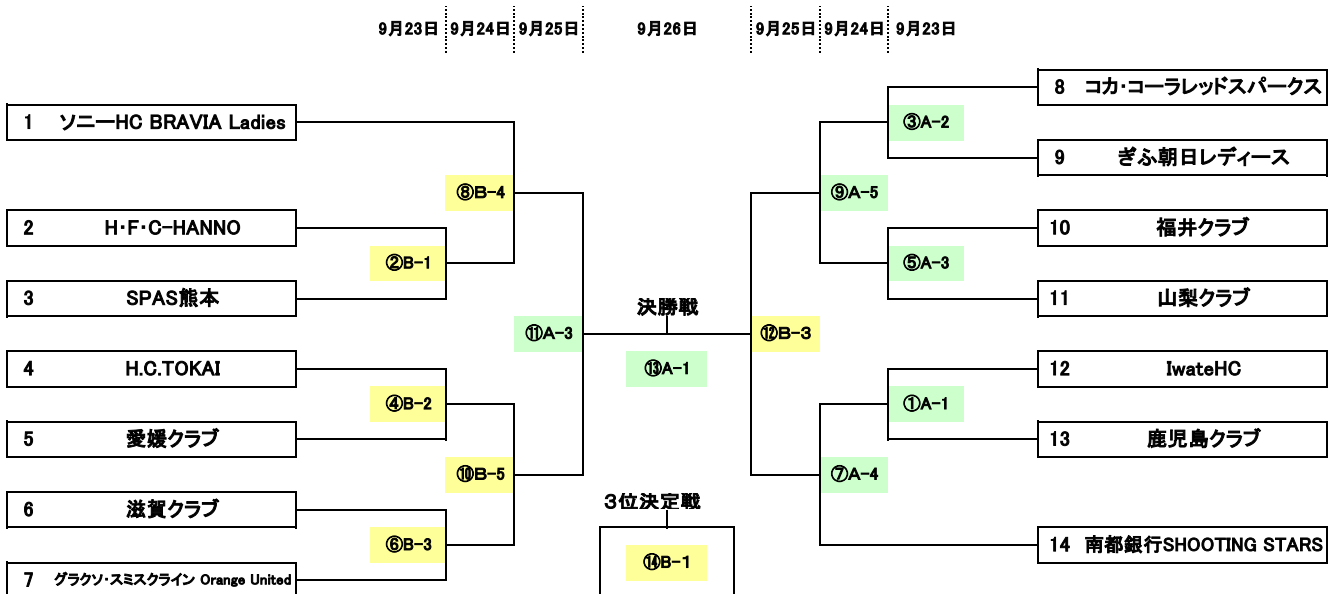 9月23日 9月24日 9月25日 9月26日 9月25日 9月24日 9月23日
1 ソニーHC BRAVIA Ladies
2 H・F・C-HANNO
3 SPAS熊本
4 H.C.TOKAI
5 愛媛クラブ
6 滋賀クラブ
7 グラクソ・スミスクライン Orange United
②B-1
④B-2
⑥B-3
⑧B-4
⑩B-5
⑪A-3
決勝戦
⑬A-1
3位決定戦
⑭B-1
⑫B-3
⑨A-5
⑦A-4
③A-2
⑤A-3
①A-1
8 コカ・コーラレッドスパークス
9 ぎふ朝日レディース
10 福井クラブ
11 山梨クラブ
12 IwateHC
13 鹿児島クラブ
14 南都銀行SHOOTING STARS